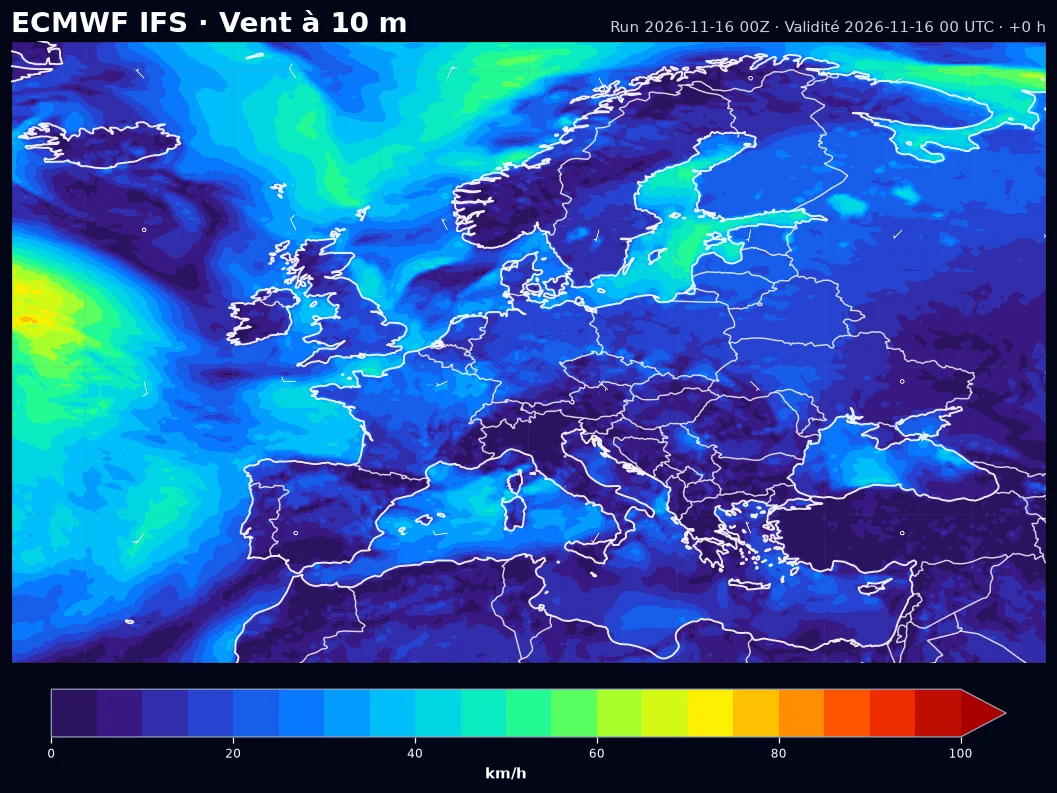 ECMWF IFS · Vent à 10 m
Run 2026-11-16 00Z · Validité 2026-11-16 00 UTC · +0 h
0 20 40 60 80 100
km/h